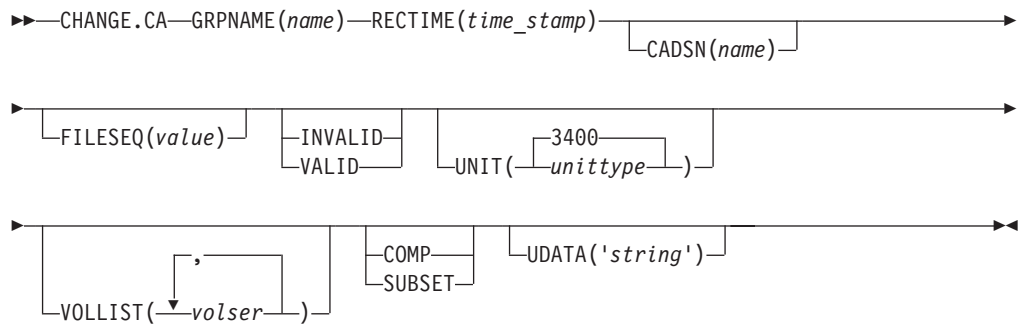 CHANGE.CA GRPNAME(name) RECTIME(time_stamp)
CADSN(name)
FILESEQ(value)
INVALID
VALID
3400
UNIT( unittype )
,
VOLLIST( volser )
COMP
SUBSET
UDATA('string')